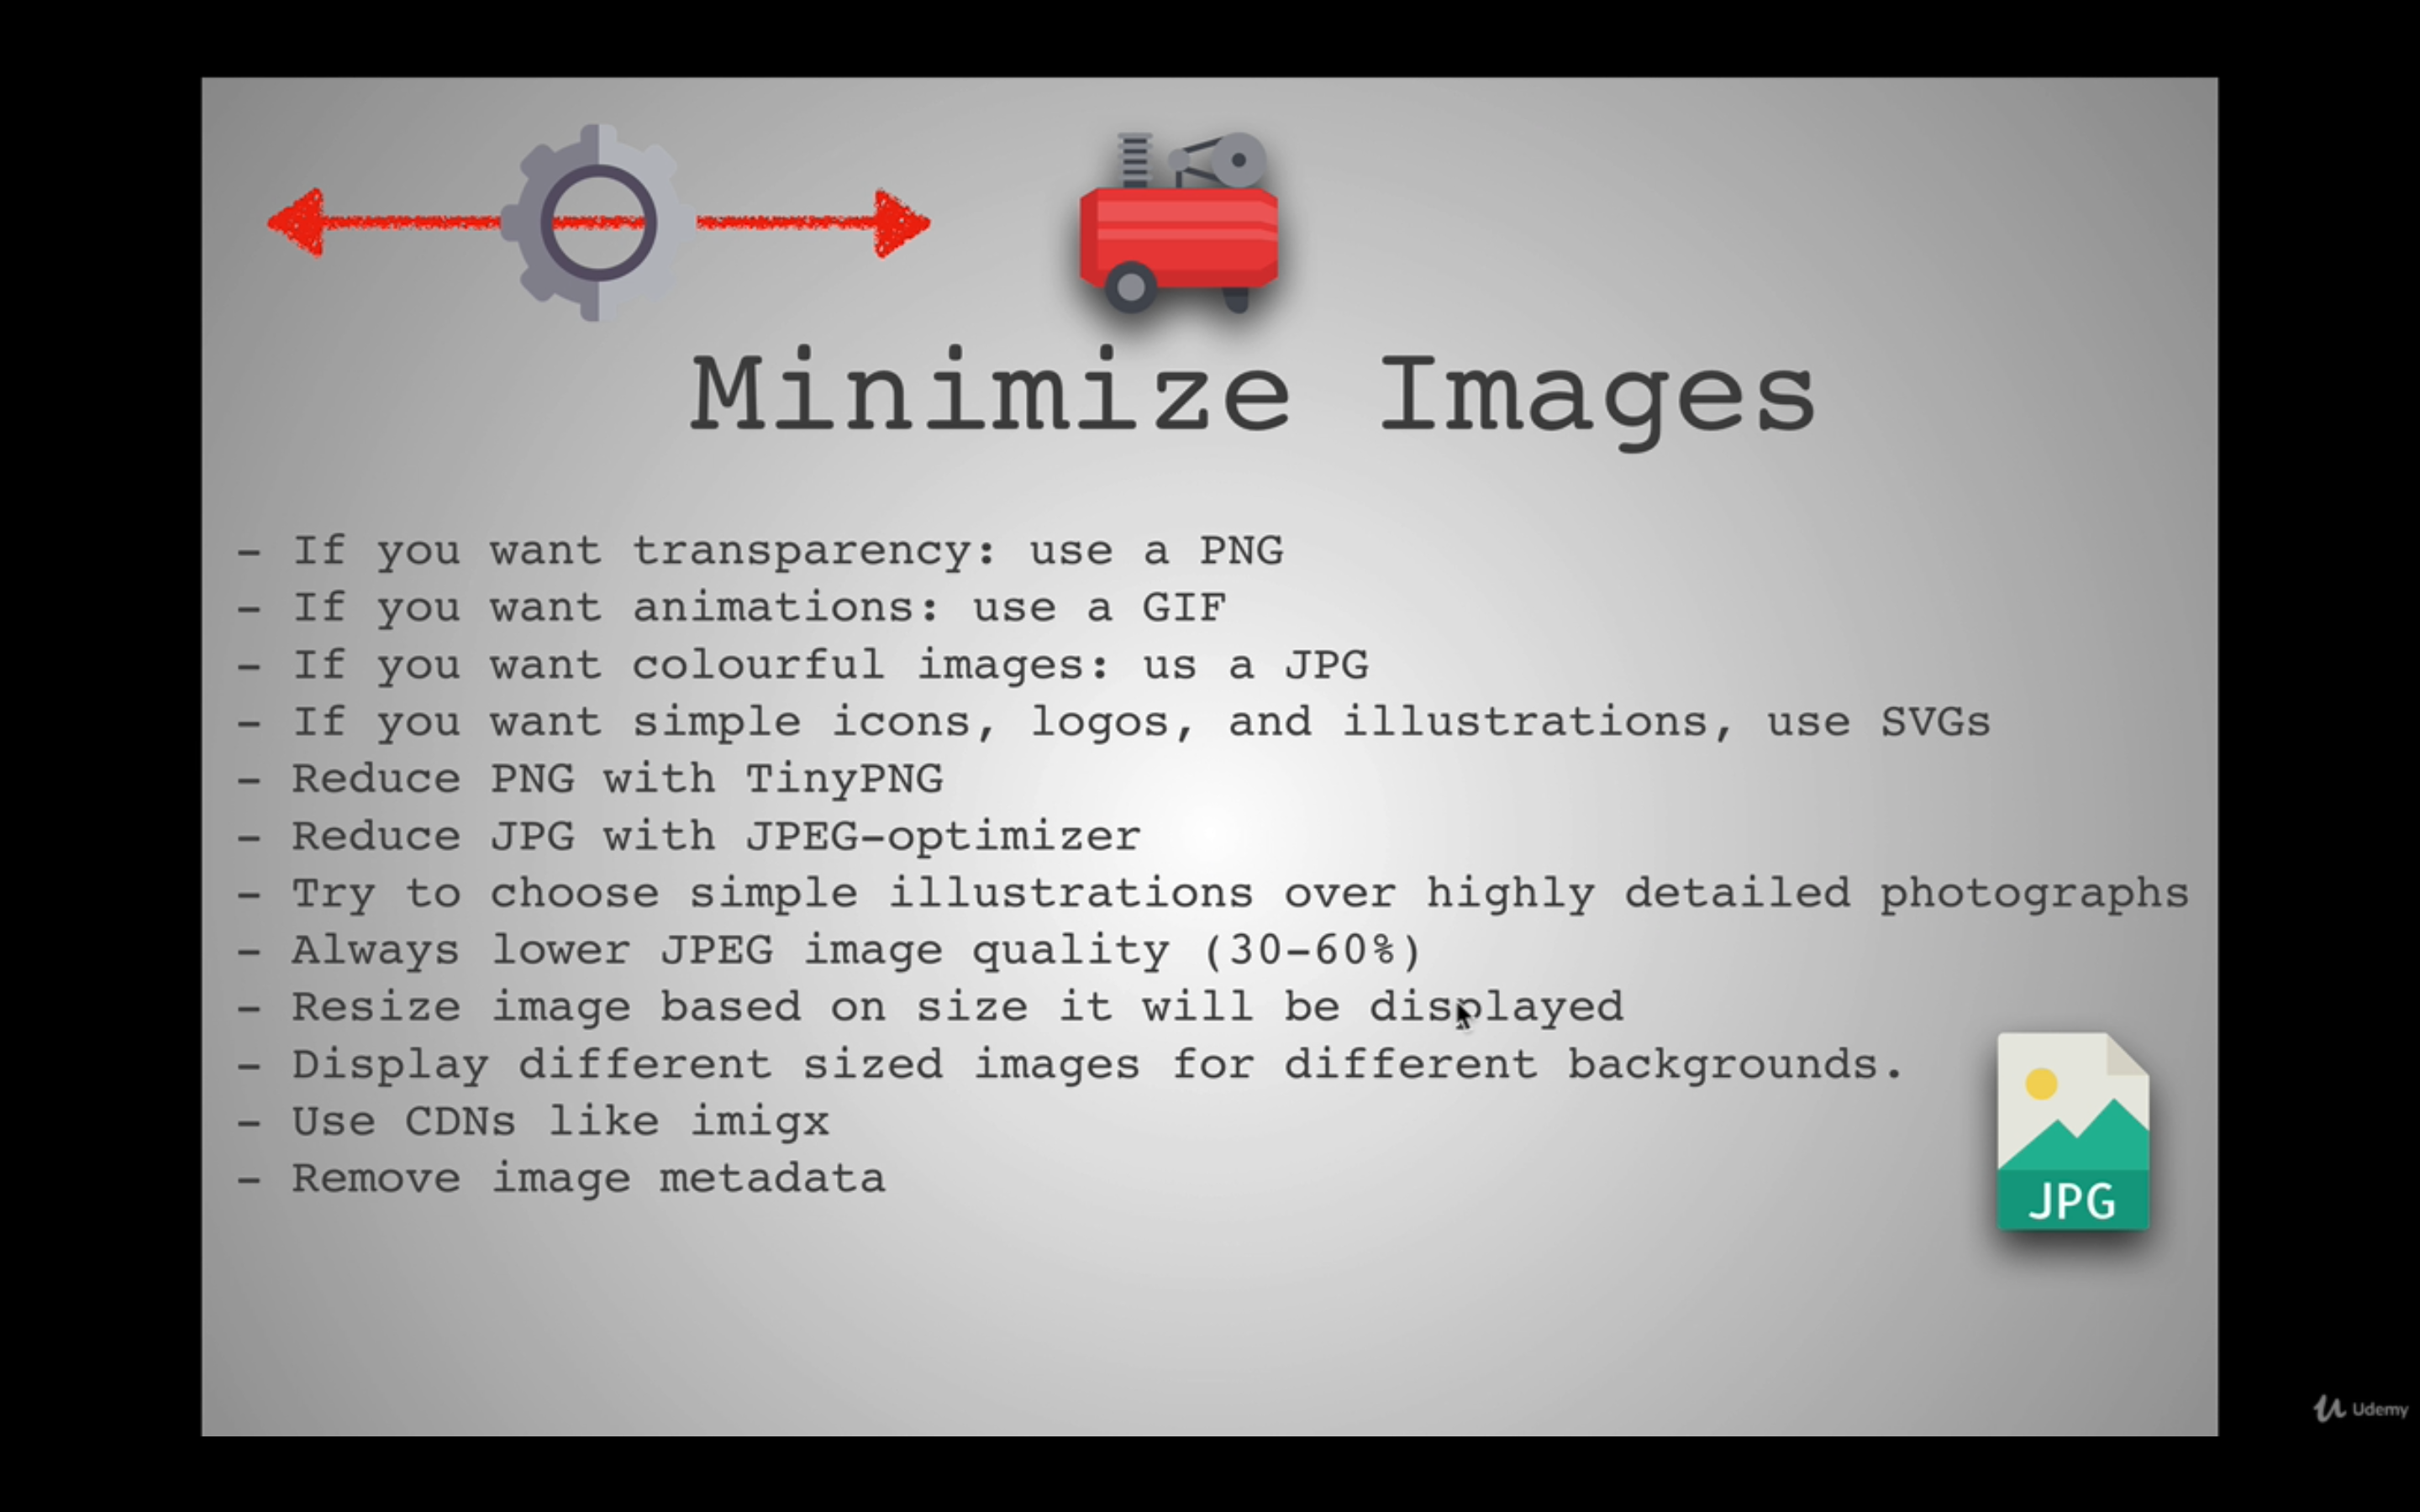 Minimize Images
- If you want transparency: use a PNG
- If you want animations: use a GIF
- If you want colourful images: us a JPG
- If you want simple icons, logos, and illustrations, use SVGs
- Reduce PNG with TinyPNG
- Reduce JPG with JPEG-optimizer
- Try to choose simple illustrations over highly detailed photographs
- Always lower JPEG image quality (30-60%)
- Resize image based on size it will be displayed
- Display different sized images for different backgrounds.
- Use CDNs like imigx
- Remove image metadata
JPG
Udemy